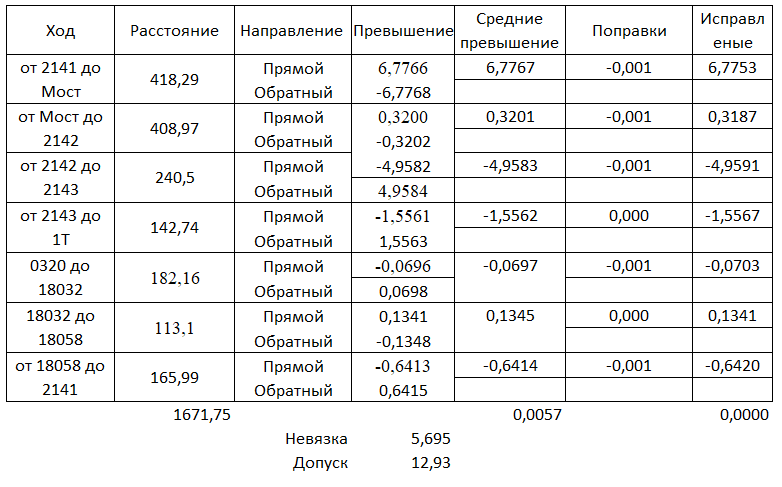 Ход Расстояние Направление Превышение Средние превышение Поправки Исправл еные
от 2141 до Мост 418,29 Прямой 6,7766 6,7767 -0,001 6,7753
Обратный -6,7768
от Мост до 2142 408,97 Прямой 0,3200 0,3201 -0,001 0,3187
Обратный -0,3202
от 2142 до 2143 240,5 Прямой -4,9582 -4,9583 -0,001 -4,9591
Обратный 4,9584
от 2143 до 1Т 142,74 Прямой -1,5561 -1,5562 0,000 -1,5567
Обратный 1,5563
0320 до 18032 182,16 Прямой -0,0696 -0,0697 -0,001 -0,0703
Обратный 0,0698
18032 до 18058 113,1 Прямой 0,1341 0,1345 0,000 0,1341
Обратный -0,1348
от 18058 до 2141 165,99 Прямой -0,6413 -0,6414 -0,001 -0,6420
Обратный 0,6415
1671,75 0,0057 0,0000
Невязка 5,695
Допуск 12,93